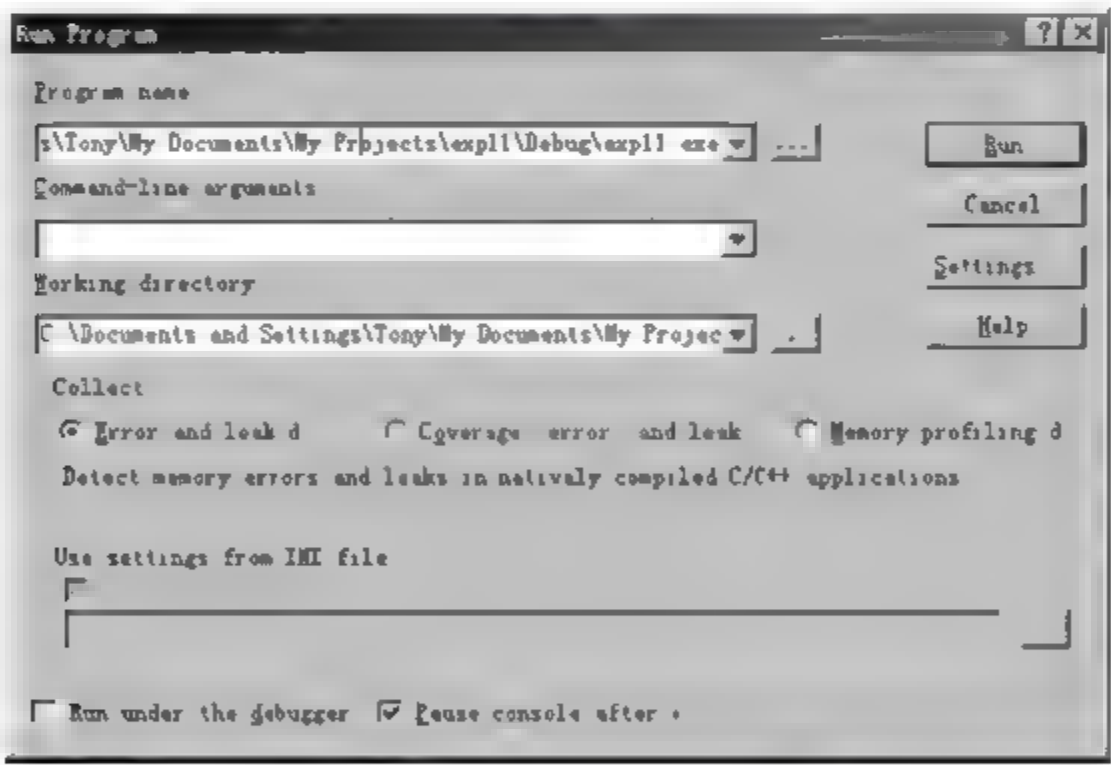 Run Program
Program name
s\Tony\My Documents\My Projects\expl1\Debug\expl1 exe ...
Run
Command-line arguments
Cancel
Settings
Working directory
C \Documents and Settings\Tony\My Documents\My Projec .
Help
Collect
Error and leak d Coverage error and leak Memory profiling d
Detect memory errors and leaks in natively compiled C/C++ applications
Use settings from INI file
Run under the debugger Pause console after